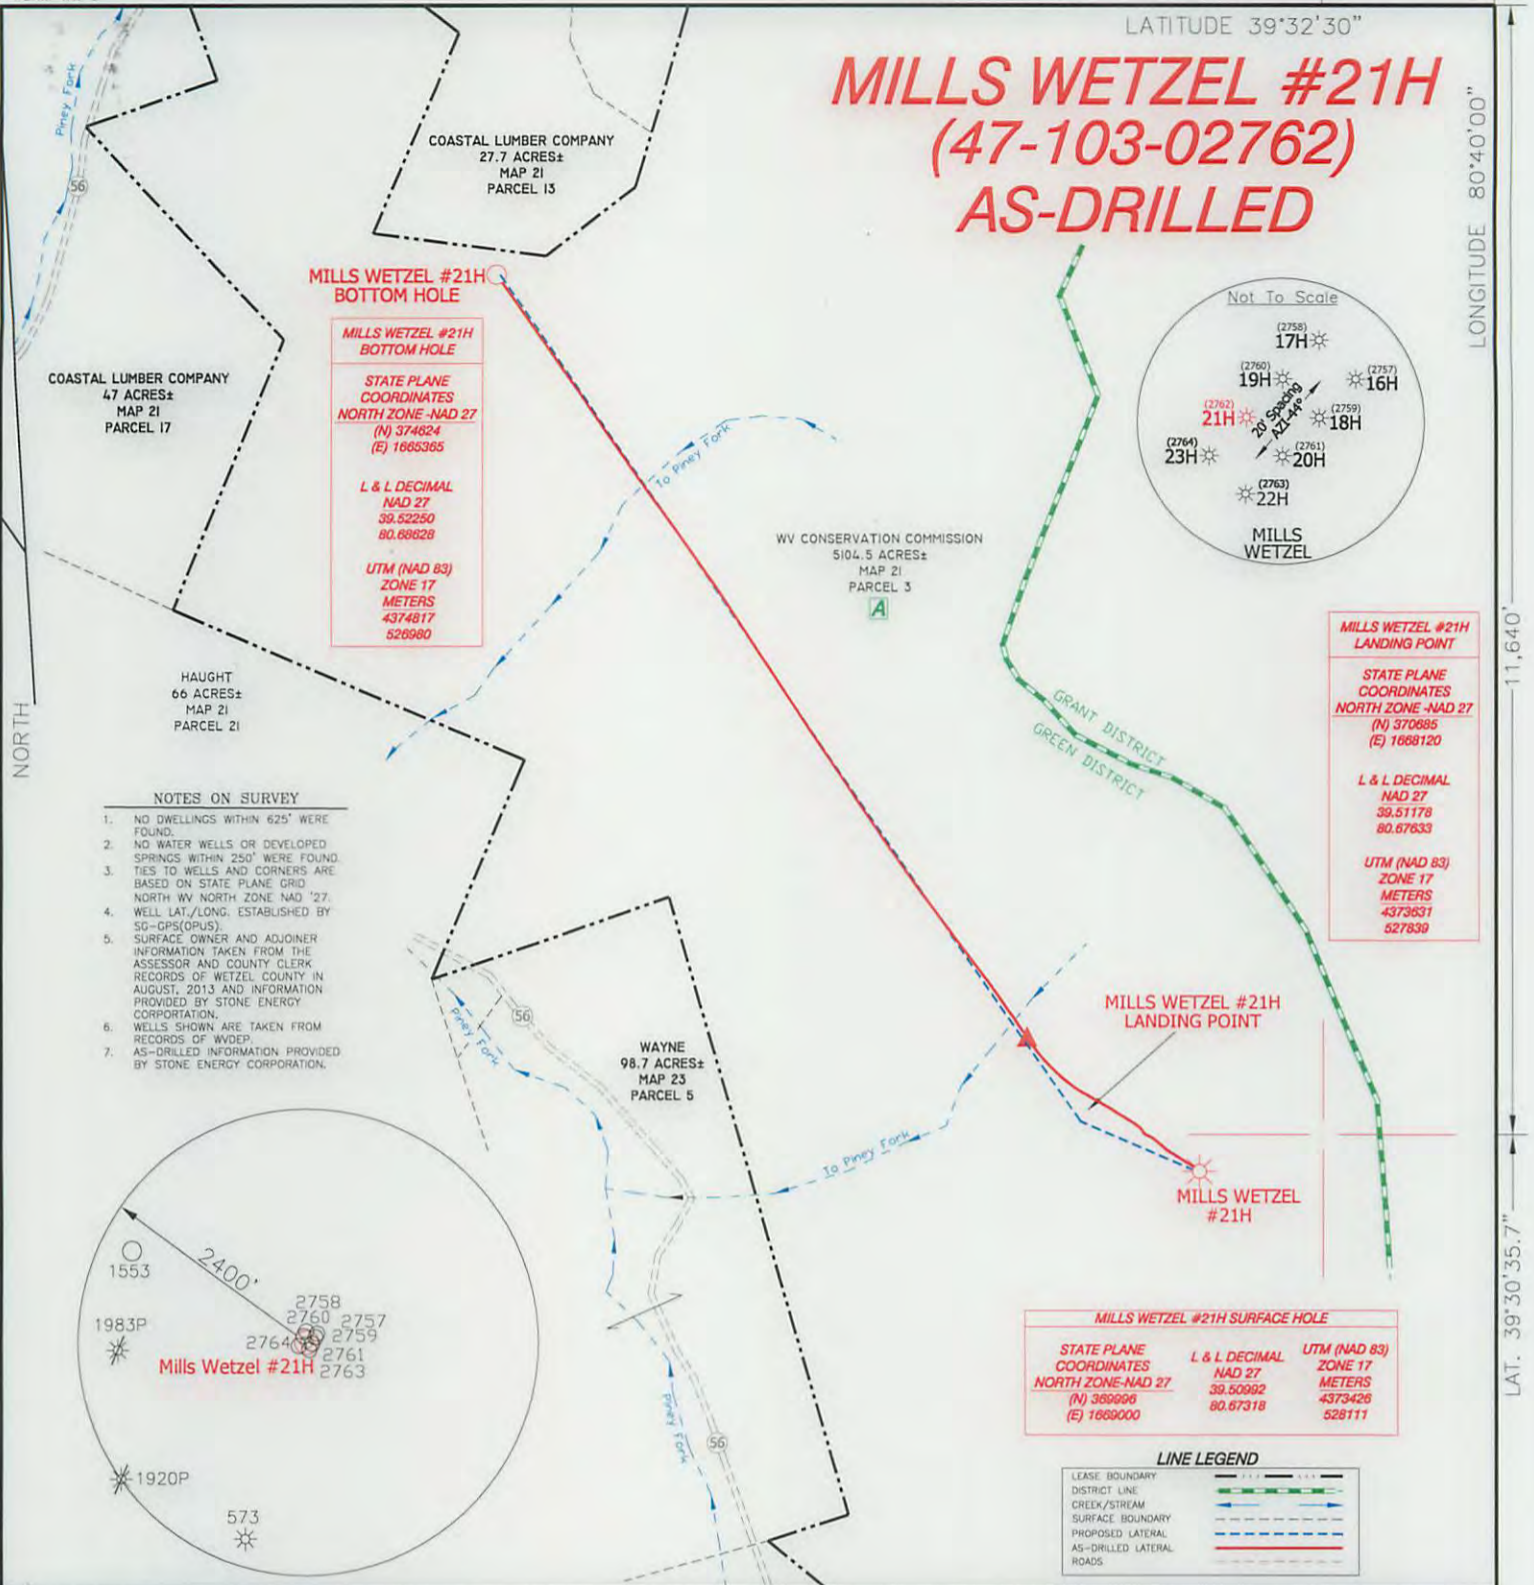 LATITUDE 39°32'30"
MILLS WETZEL #21H
(47-103-02762)
AS-DRILLED
LONGITUDE 80°40'00"
Piney Fork
56
COASTAL LUMBER COMPANY
27.7 ACRES±
MAP 21
PARCEL 13
MILLS WETZEL #21H
BOTTOM HOLE
MILLS WETZEL #21H
BOTTOM HOLE
STATE PLANE
COORDINATES
NORTH ZONE -NAD 27
(N) 374624
(E) 1665365
L & L DECIMAL
NAD 27
39.52250
80.68628
UTM (NAD 83)
ZONE 17
METERS
4374817
526980
COASTAL LUMBER COMPANY
47 ACRES±
MAP 21
PARCEL 17
Not To Scale
(2758)
17H
(2760)
19H
(2757)
16H
(2762)
21H
(2759)
18H
20' Spacing
AZI-44°
(2764)
23H
(2761)
20H
(2763)
22H
MILLS
WETZEL
To Piney Fork
WV CONSERVATION COMMISSION
5104.5 ACRES±
MAP 21
PARCEL 3
A
11,640'
MILLS WETZEL #21H
LANDING POINT
STATE PLANE
COORDINATES
NORTH ZONE -NAD 27
(N) 370685
(E) 1668120
L & L DECIMAL
NAD 27
39.51178
80.67633
UTM (NAD 83)
ZONE 17
METERS
4373631
527839
HAUGHT
66 ACRES±
MAP 21
PARCEL 21
NORTH
GRANT DISTRICT
GREEN DISTRICT
NOTES ON SURVEY
1. NO DWELLINGS WITHIN 625' WERE
FOUND.
2. NO WATER WELLS OR DEVELOPED
SPRINGS WITHIN 250' WERE FOUND.
3. TIES TO WELLS AND CORNERS ARE
BASED ON STATE PLANE GRID
NORTH WV NORTH ZONE NAD '27.
4. WELL LAT./LONG. ESTABLISHED BY
SG-GPS(OPUS).
5. SURFACE OWNER AND ADJOINER
INFORMATION TAKEN FROM THE
ASSESSOR AND COUNTY CLERK
RECORDS OF WETZEL COUNTY IN
AUGUST, 2013 AND INFORMATION
PROVIDED BY STONE ENERGY
CORPORTATION.
6. WELLS SHOWN ARE TAKEN FROM
RECORDS OF WVDEP.
7. AS-DRILLED INFORMATION PROVIDED
BY STONE ENERGY CORPORATION.
Piney Fork
56
WAYNE
98.7 ACRES±
MAP 23
PARCEL 5
MILLS WETZEL #21H
LANDING POINT
To Piney Fork
MILLS WETZEL
#21H
LAT. 39°30'35.7"
2400'
1553
1983P
2758
2760
2757
2764
2759
2761
2763
Mills Wetzel #21H
1920P
573
Piney Fork
56
MILLS WETZEL #21H SURFACE HOLE
STATE PLANE
COORDINATES
NORTH ZONE-NAD 27
(N) 369996
(E) 1669000
L & L DECIMAL
NAD 27
39.50992
80.67318
UTM (NAD 83)
ZONE 17
METERS
4373426
528111
LINE LEGEND
LEASE BOUNDARY
DISTRICT LINE
CREEK/STREAM
SURFACE BOUNDARY
PROPOSED LATERAL
AS-DRILLED LATERAL
ROADS